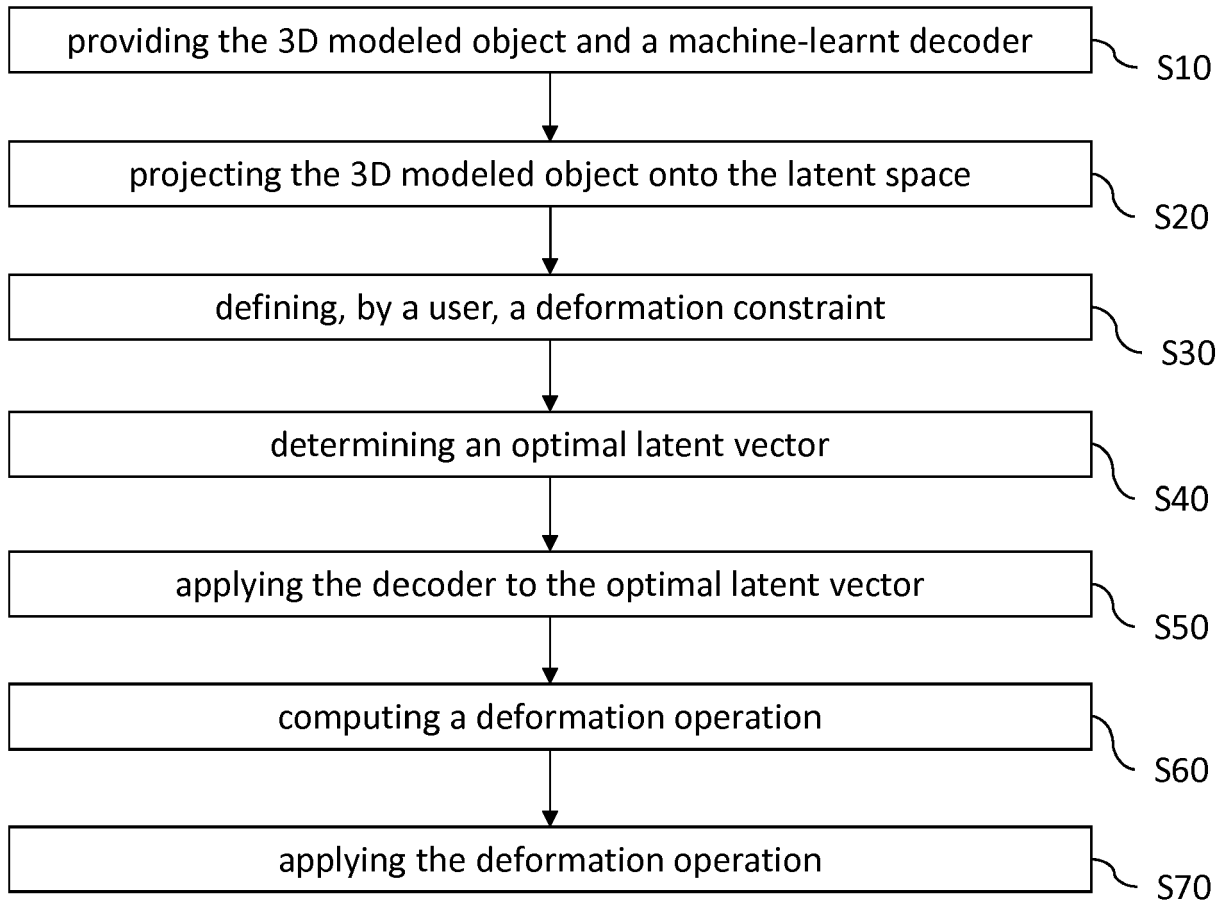 providing the 3D modeled object and a machine-learnt decoder
S10
projecting the 3D modeled object onto the latent space
S20
defining, by a user, a deformation constraint
S30
determining an optimal latent vector
S40
applying the decoder to the optimal latent vector
S50
computing a deformation operation
S60
applying the deformation operation
S70